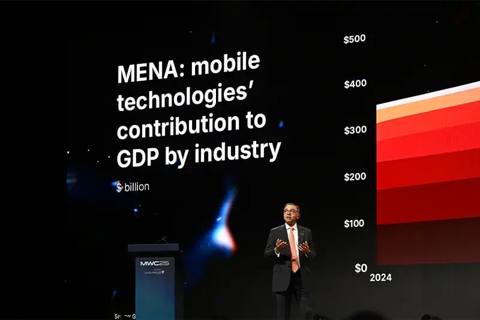 MENA: mobile
technologies’
contribution to
GDP by industry
$ billion
$500
$400
$300
$200
$100
$0
2024
MWC25